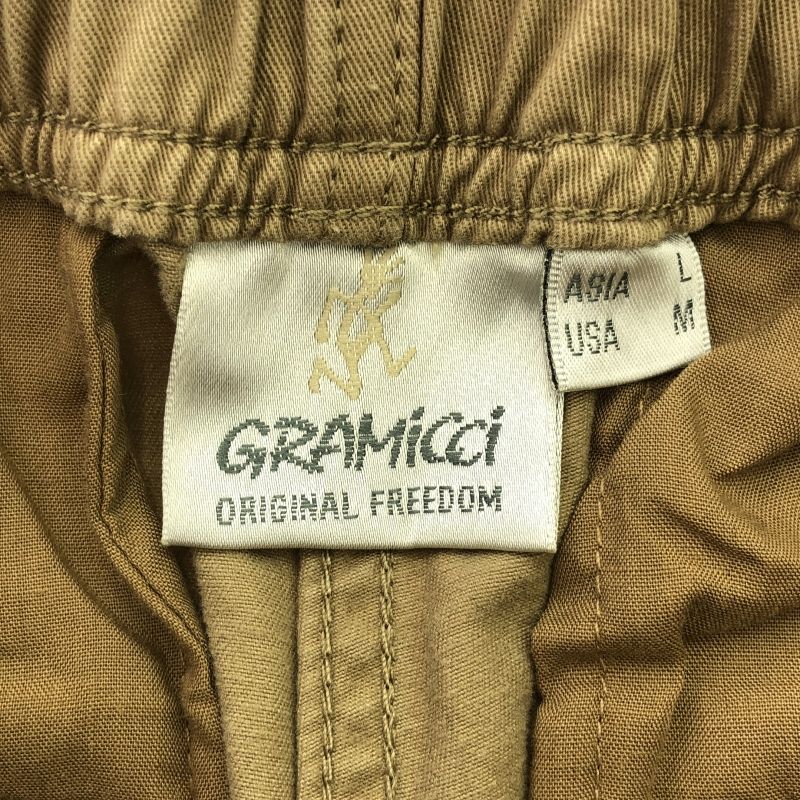 GRAMiCCi
ORIGINAL FREEDOM
ASIA L
USA M